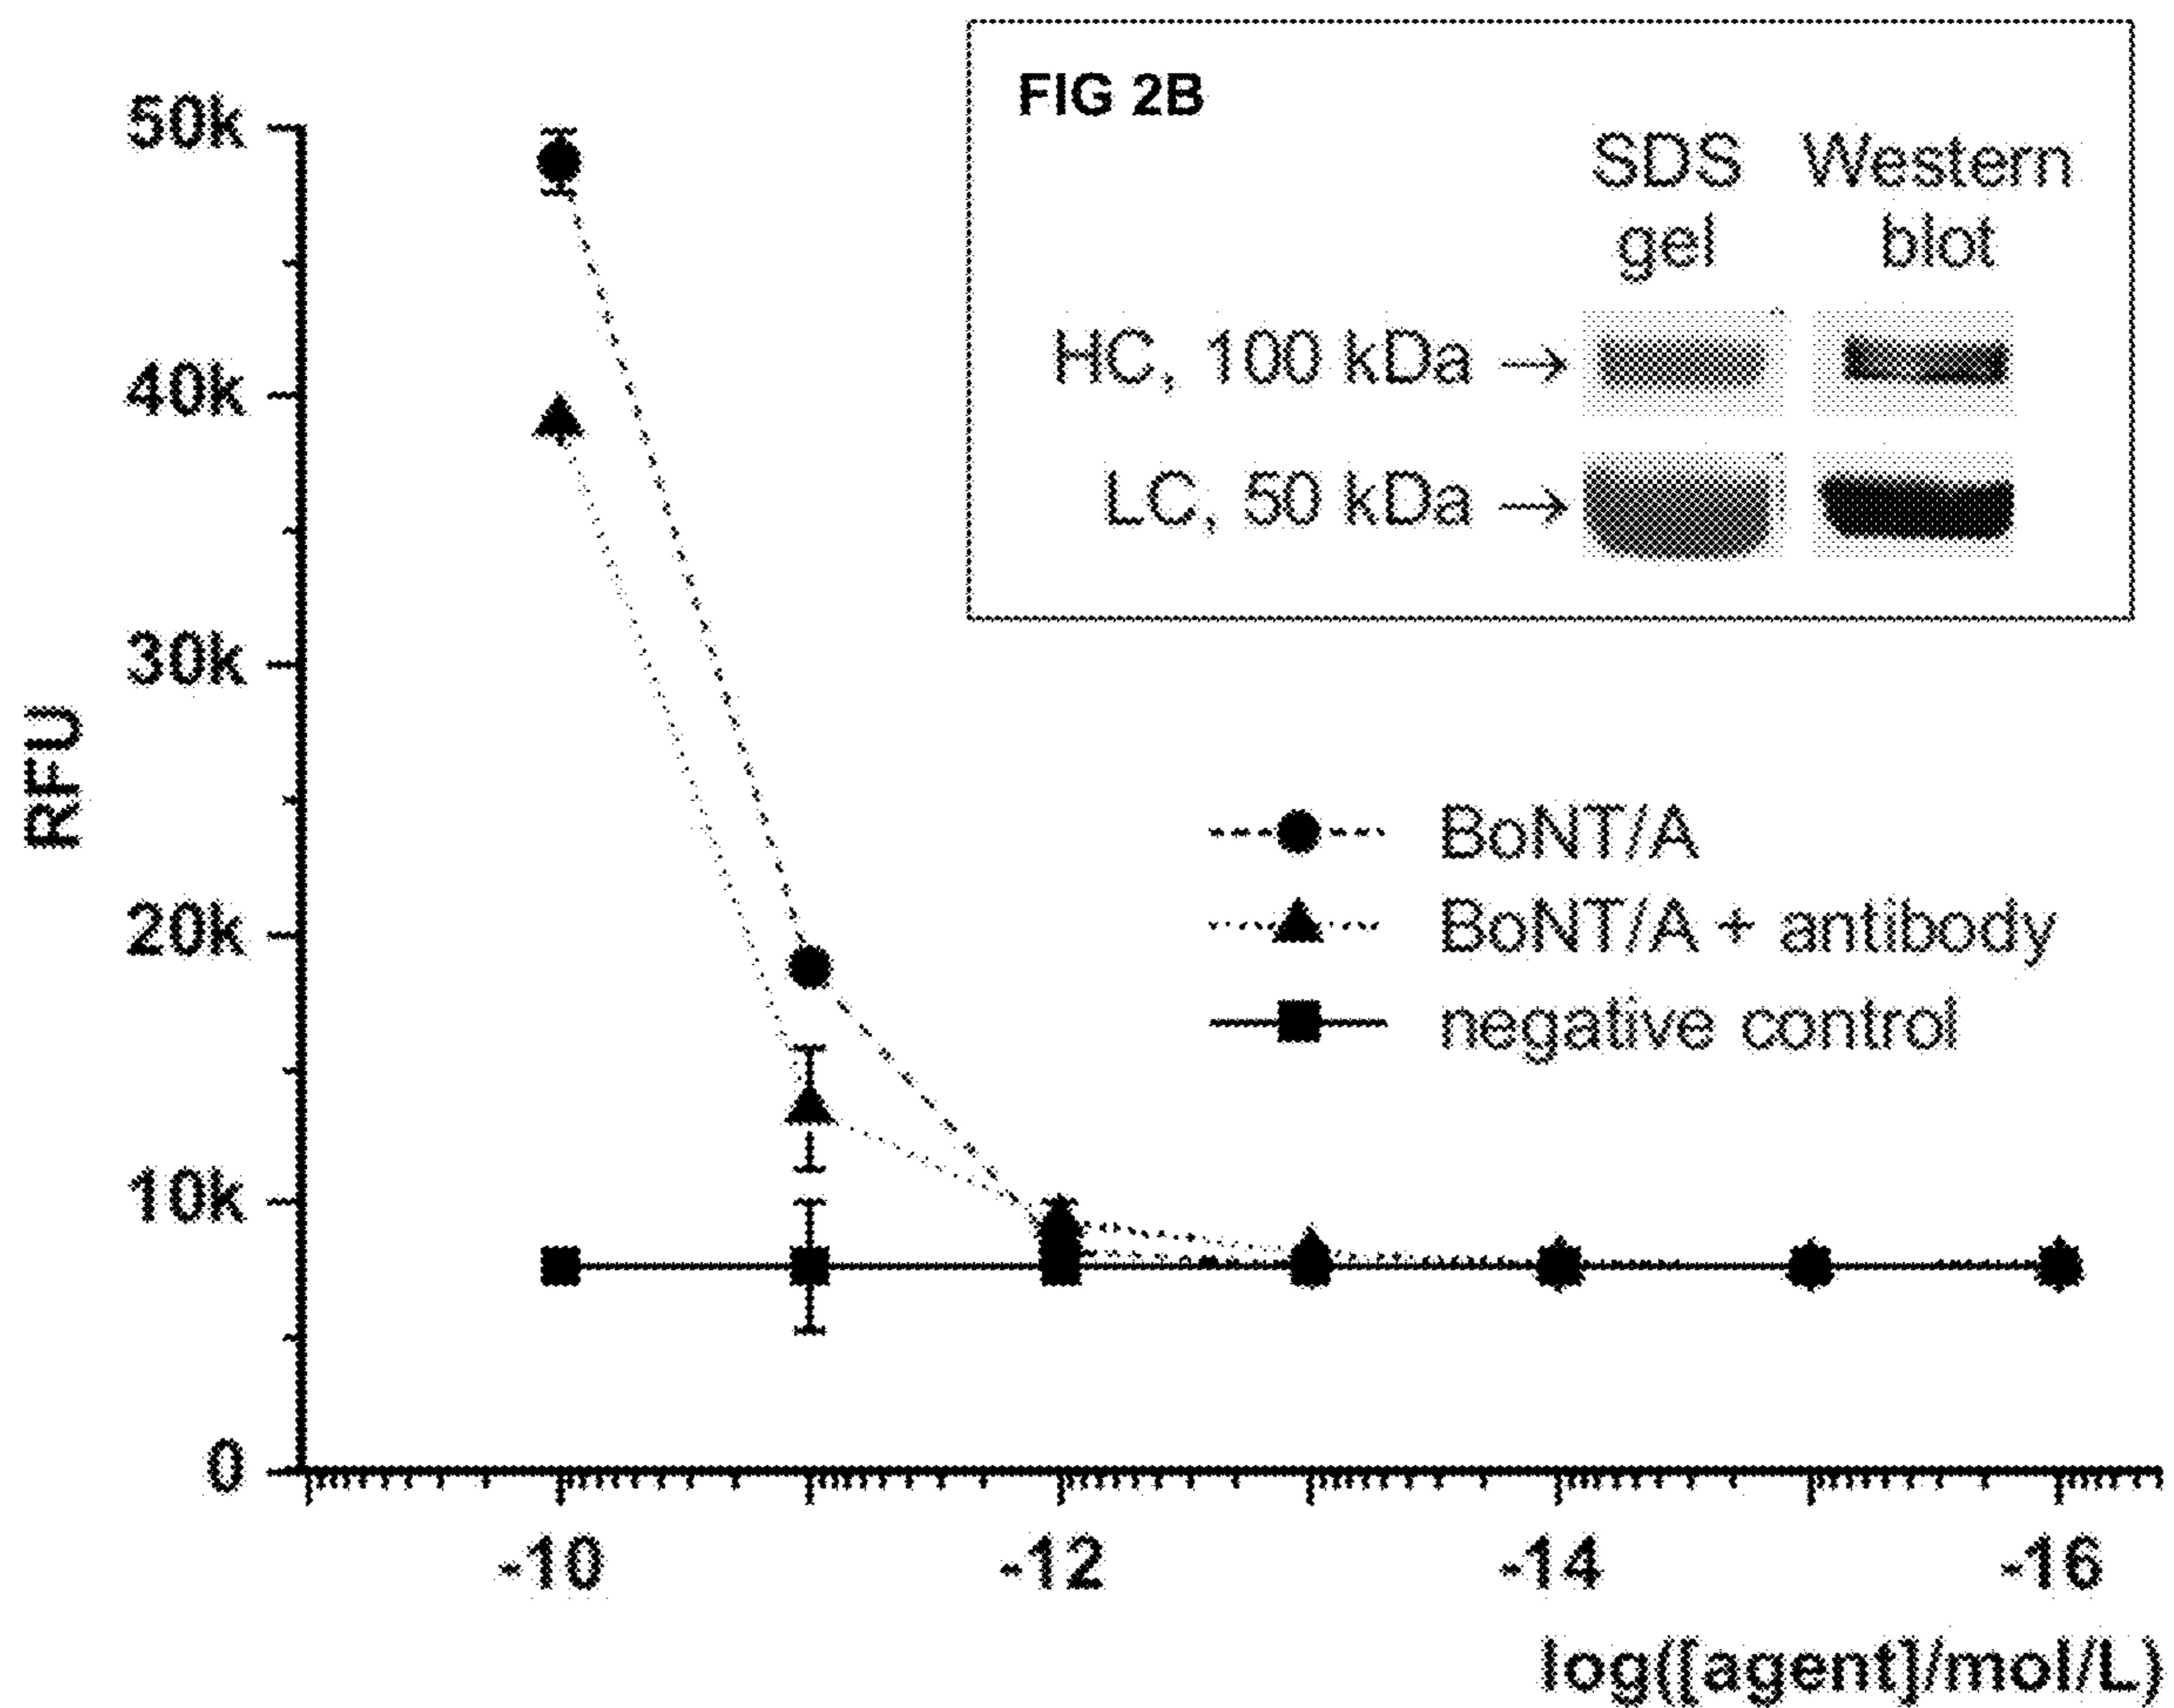 FIG 2B
SDS Western
gel blot
HC, 100 kDa →
LC, 50 kDa →
50k
40k
30k
20k
10k
0
RFU
BoNT/A
BoNT/A + antibody
negative control
-10 -12 -14 -16
log([agent]/mol/L)